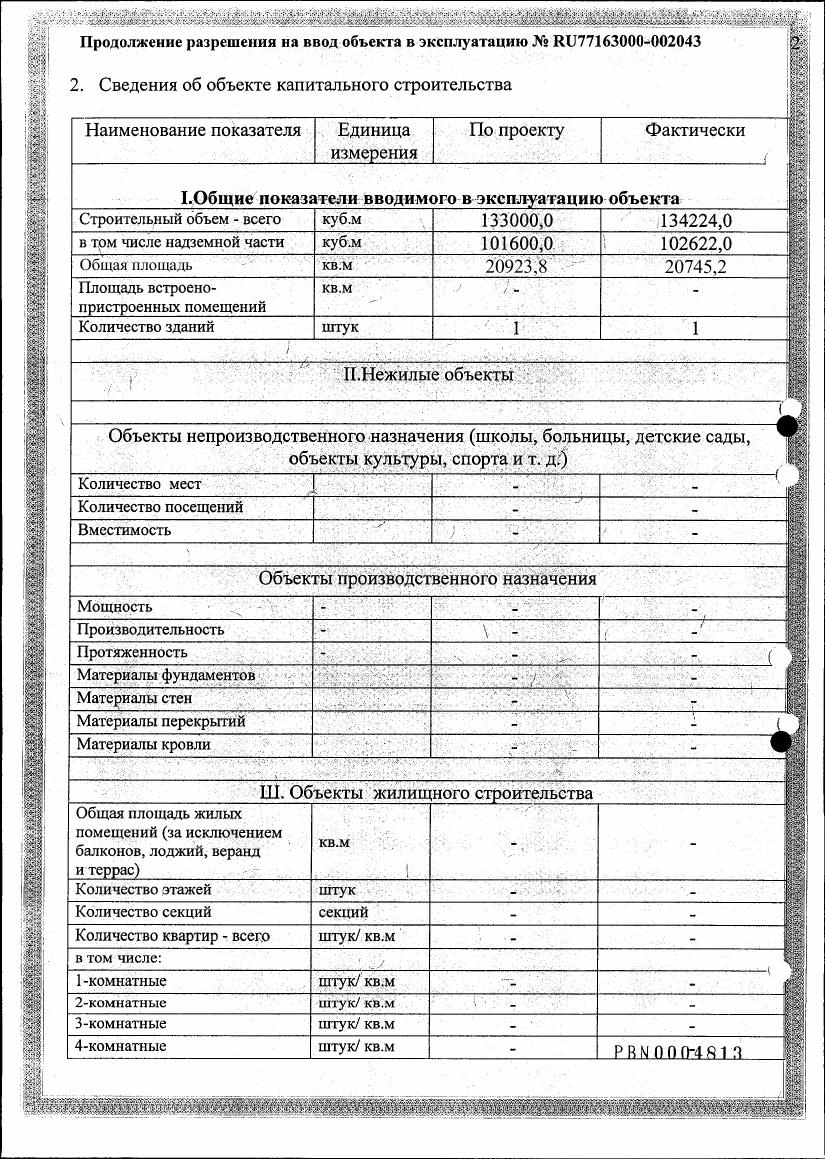 Продолжение разрешения на ввод объекта в эксплуатацию № RU77163000-002043
2
2. Сведения об объекте капитального строительства
Наименование показателя Единица измерения По проекту Фактически
I.Общие показатели вводимого в эксплуатацию объекта
Строительный объем - всего куб.м 133000,0 134224,0
в том числе надземной части куб.м 101600,0 102622,0
Общая площадь кв.м 20923,8 20745,2
Площадь встроено- кв.м - -
пристроенных помещений
Количество зданий штук 1 1
II.Нежилые объекты
Объекты непроизводственного назначения (школы, больницы, детские сады,
объекты культуры, спорта и т. д.)
Количество мест - -
Количество посещений - -
Вместимость - -
Объекты производственного назначения
Мощность - - -
Производительность - - -
Протяженность - - -
Материалы фундаментов - -
Материалы стен - -
Материалы перекрытий - -
Материалы кровли - -
Ш. Объекты жилищного строительства
Общая площадь жилых
помещений (за исключением
балконов, лоджий, веранд
и террас) кв.м - -
Количество этажей штук - -
Количество секций секций - -
Количество квартир - всего штук/ кв.м - -
в том числе:
1-комнатные штук/ кв.м - -
2-комнатные штук/ кв.м - -
3-комнатные штук/ кв.м - -
4-комнатные штук/ кв.м - -
PBN0004813